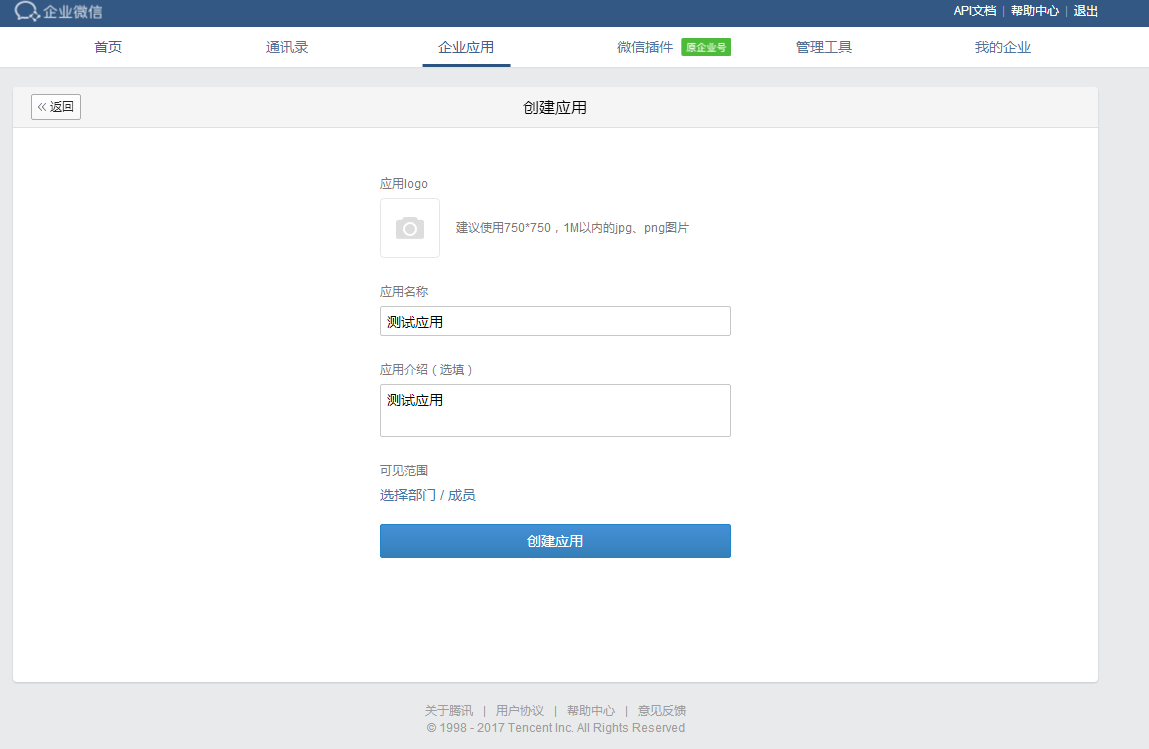 企业微信
API文档 | 帮助中心 | 退出
首页 通讯录 企业应用 微信插件 原企业号 管理工具 我的企业
« 返回
创建应用
应用logo
建议使用750*750，1M以内的jpg、png图片
应用名称
测试应用
应用介绍（选填）
测试应用
可见范围
选择部门 / 成员
创建应用
关于腾讯 | 用户协议 | 帮助中心 | 意见反馈
© 1998 - 2017 Tencent Inc. All Rights Reserved